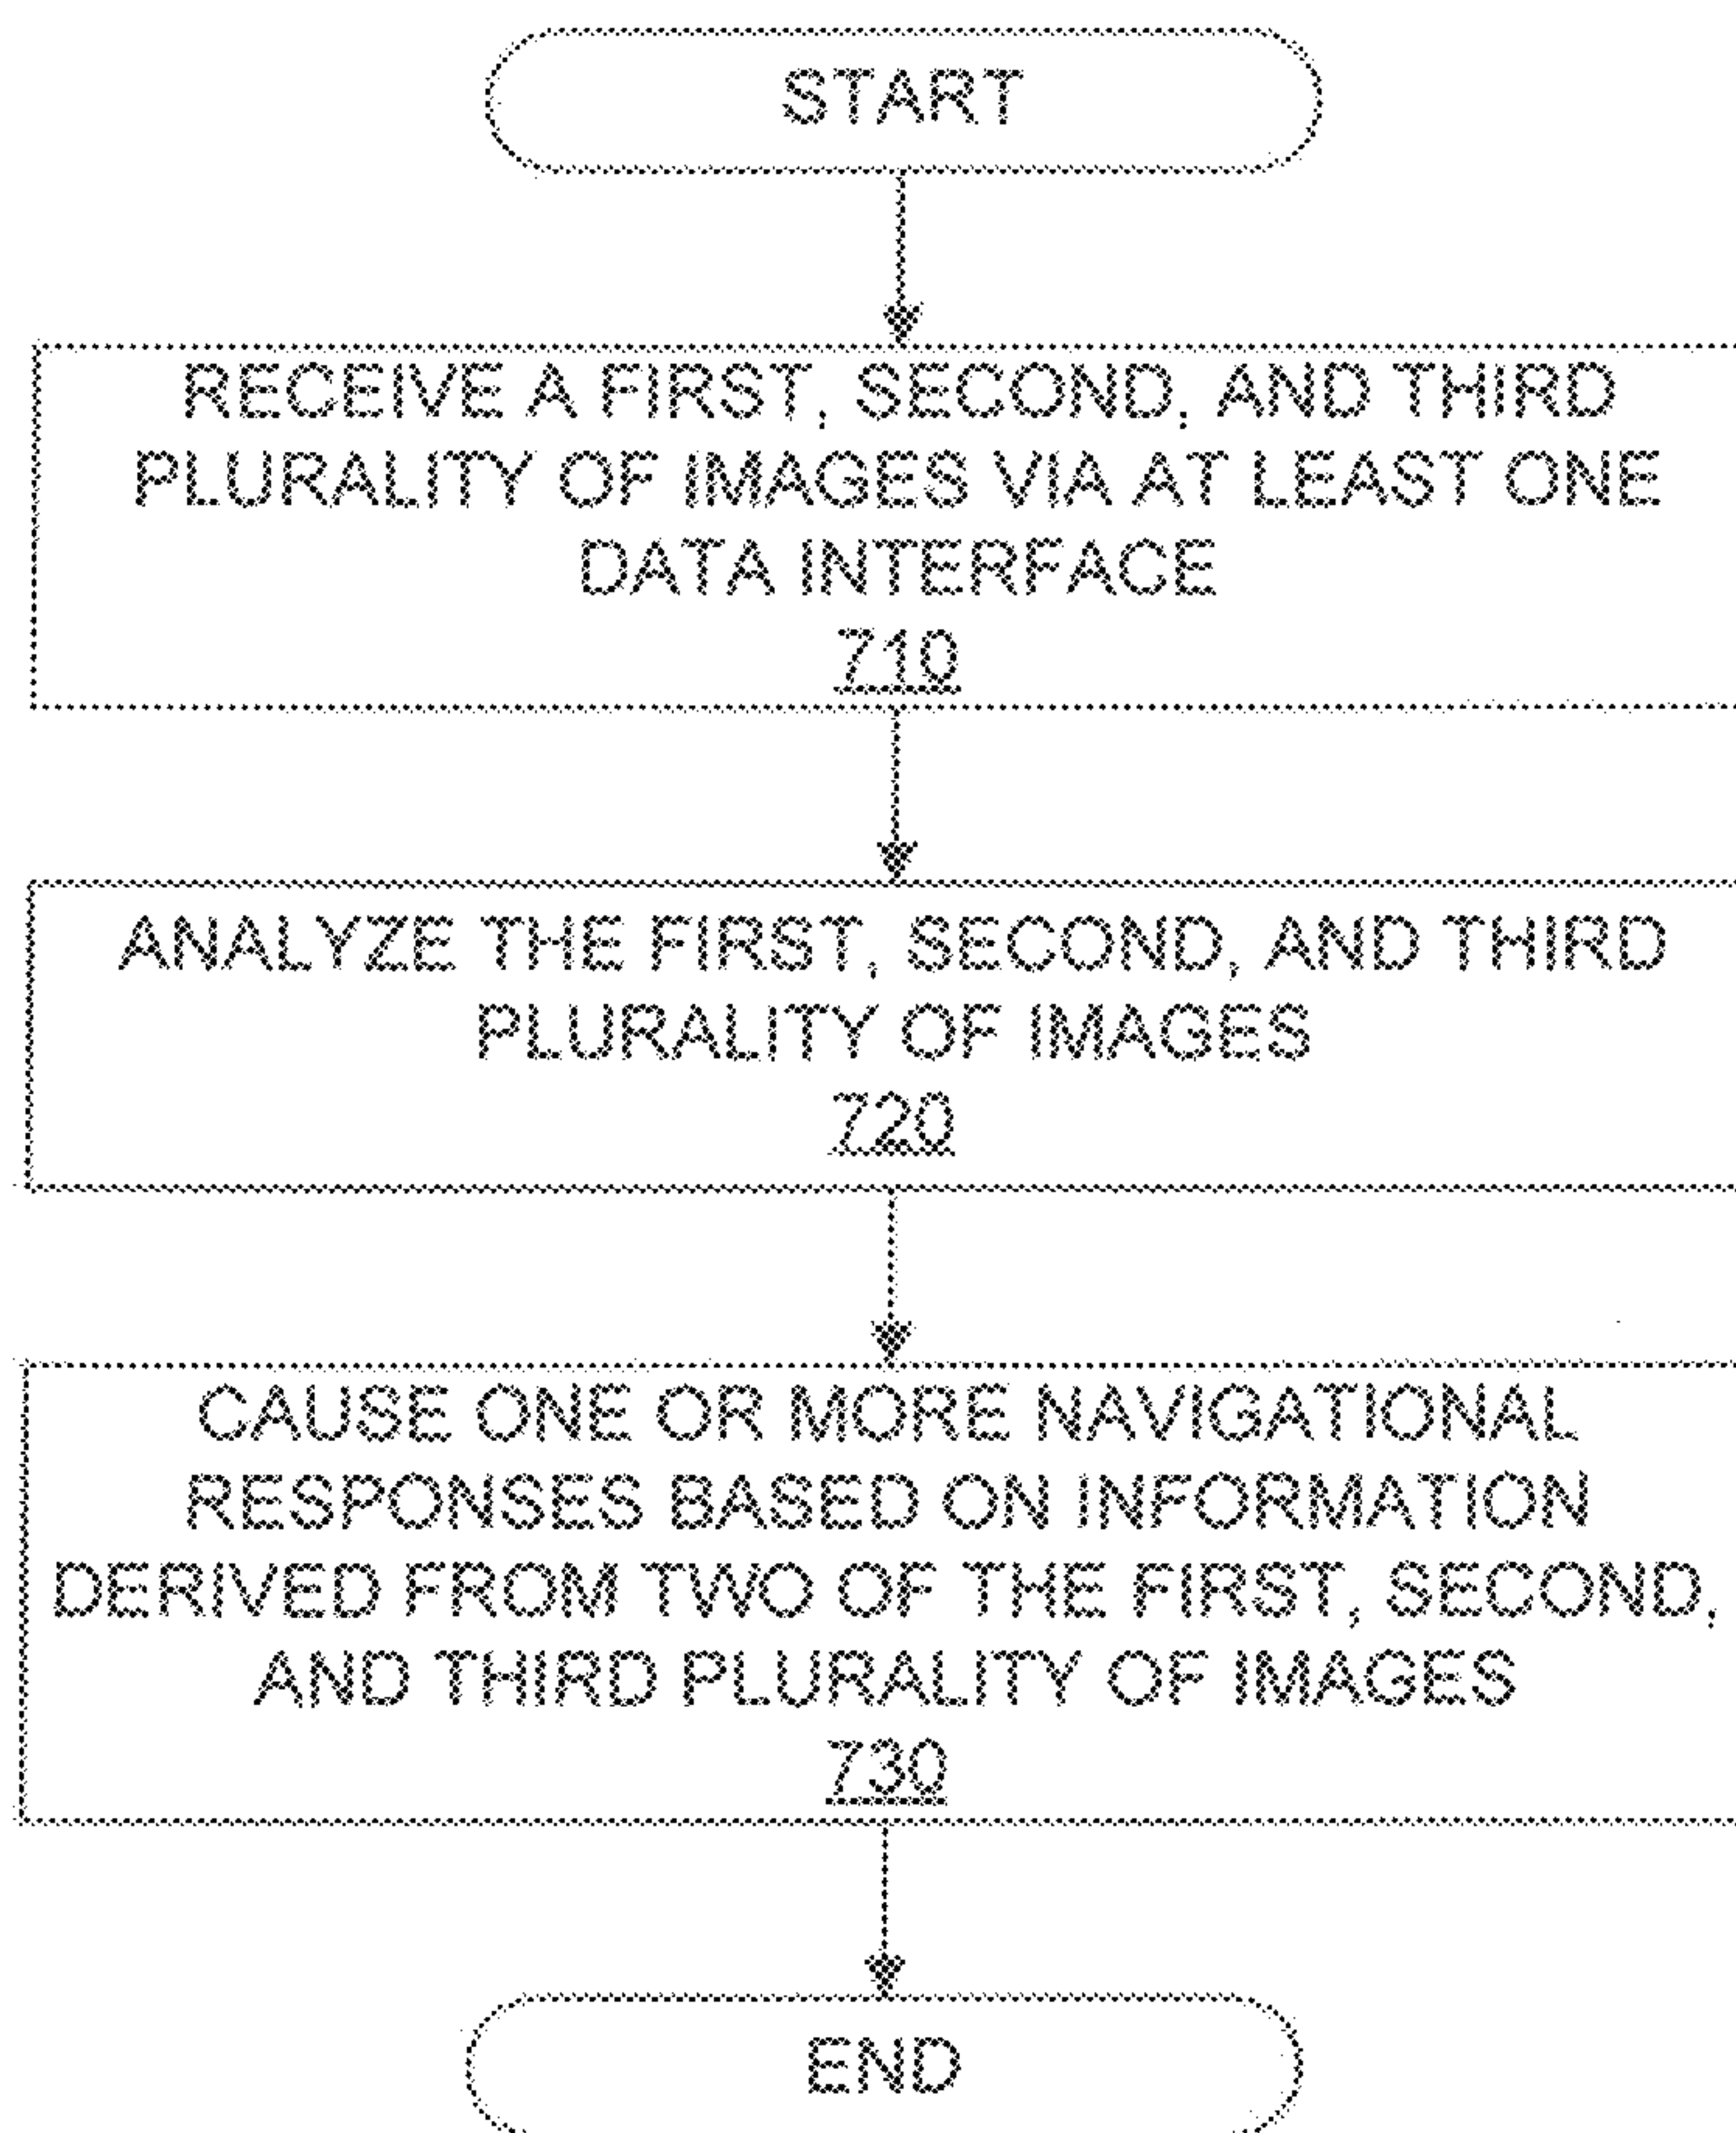 START
RECEIVE A FIRST, SECOND, AND THIRD
PLURALITY OF IMAGES VIA AT LEAST ONE
DATA INTERFACE
710
ANALYZE THE FIRST, SECOND, AND THIRD
PLURALITY OF IMAGES
720
CAUSE ONE OR MORE NAVIGATIONAL
RESPONSES BASED ON INFORMATION
DERIVED FROM TWO OF THE FIRST, SECOND,
AND THIRD PLURALITY OF IMAGES
730
END